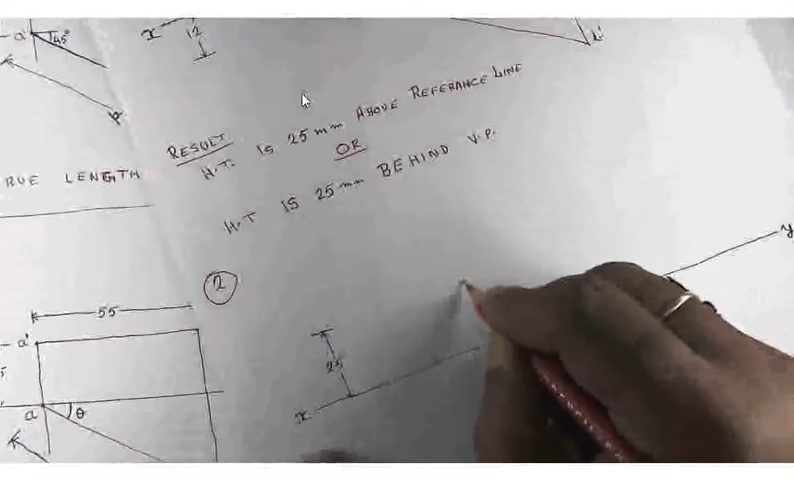 a'
45°
x
12
b'
RESULT
H.T. IS 25 mm ABOVE REFERANCE LINE
OR
H.T IS 25 mm BEHIND V.P.
RUE LENGTH
2
55
a'
25
x
y
a
θ